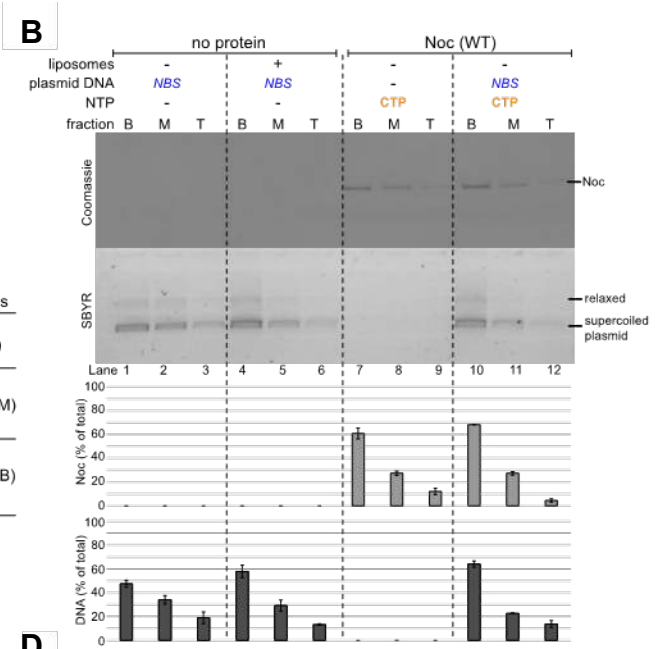 B
no protein Noc (WT)
liposomes - + - -
plasmid DNA NBS NBS - NBS
NTP - - CTP CTP
fraction B M T B M T B M T B M T
Coomassie
Noc
s
SBYR
relaxed
supercoiled
plasmid
)
Lane 1 2 3 4 5 6 7 8 9 10 11 12
M)
B)
Noc (% of total)
100
80
60
40
20
0
DNA (% of total)
100
80
60
40
20
0
D